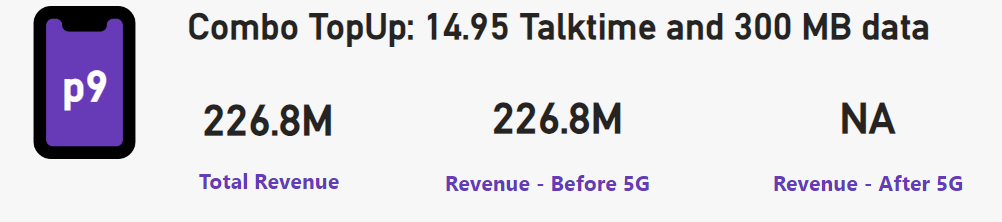 p9
Combo TopUp: 14.95 Talktime and 300 MB data
226.8M
Total Revenue
226.8M
Revenue - Before 5G
NA
Revenue - After 5G